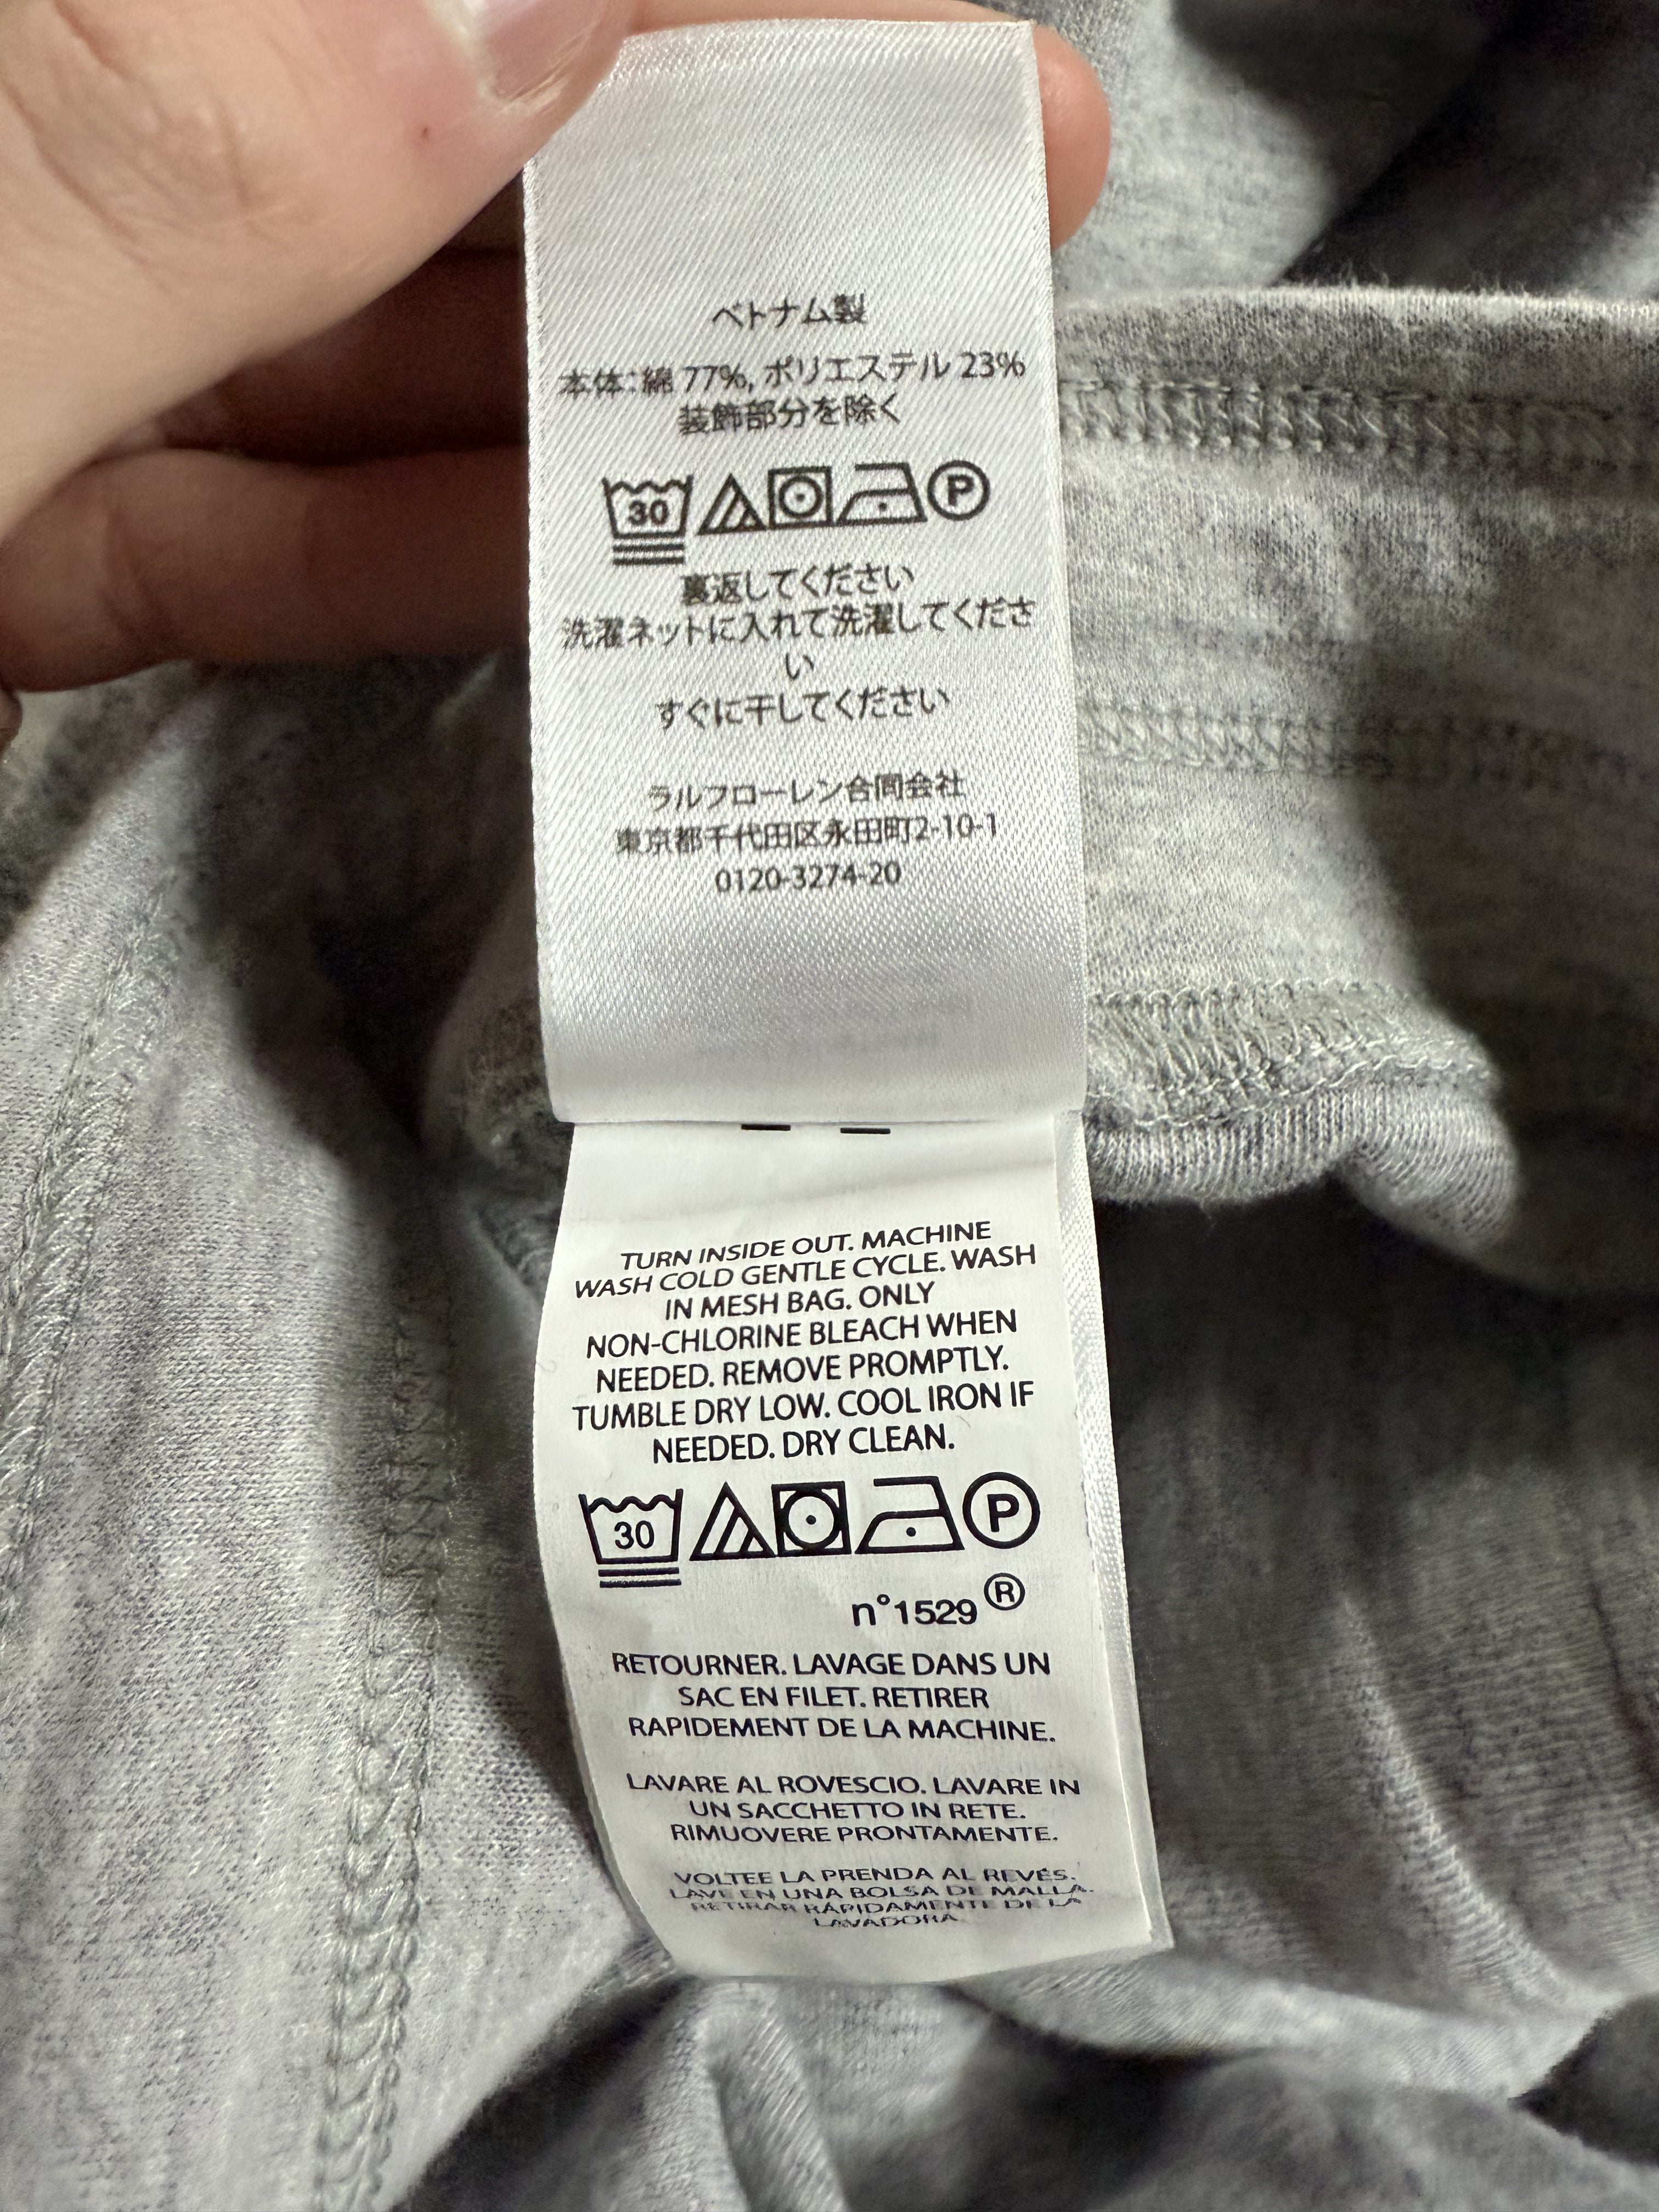 ベトナム製
本体:綿 77%, ポリエステル 23%
装飾部分を除く
30 P
裏返してください
洗濯ネットに入れて洗濯してくださ
い
すぐに干してください
ラルフローレン合同会社
東京都千代田区永田町2-10-1
0120-3274-20
TURN INSIDE OUT. MACHINE
WASH COLD GENTLE CYCLE. WASH
IN MESH BAG. ONLY
NON-CHLORINE BLEACH WHEN
NEEDED. REMOVE PROMPTLY.
TUMBLE DRY LOW. COOL IRON IF
NEEDED. DRY CLEAN.
30 P
n°1529®
RETOURNER. LAVAGE DANS UN
SAC EN FILET. RETIRER
RAPIDEMENT DE LA MACHINE.
LAVARE AL ROVESCIO. LAVARE IN
UN SACCHETTO IN RETE.
RIMUOVERE PRONTAMENTE.
VOLTEE LA PRENDA AL REVÉS.
LAVE EN UNA BOLSA DE MALLA.
RETIRAR RÁPIDAMENTE DE LA
LAVADORA.